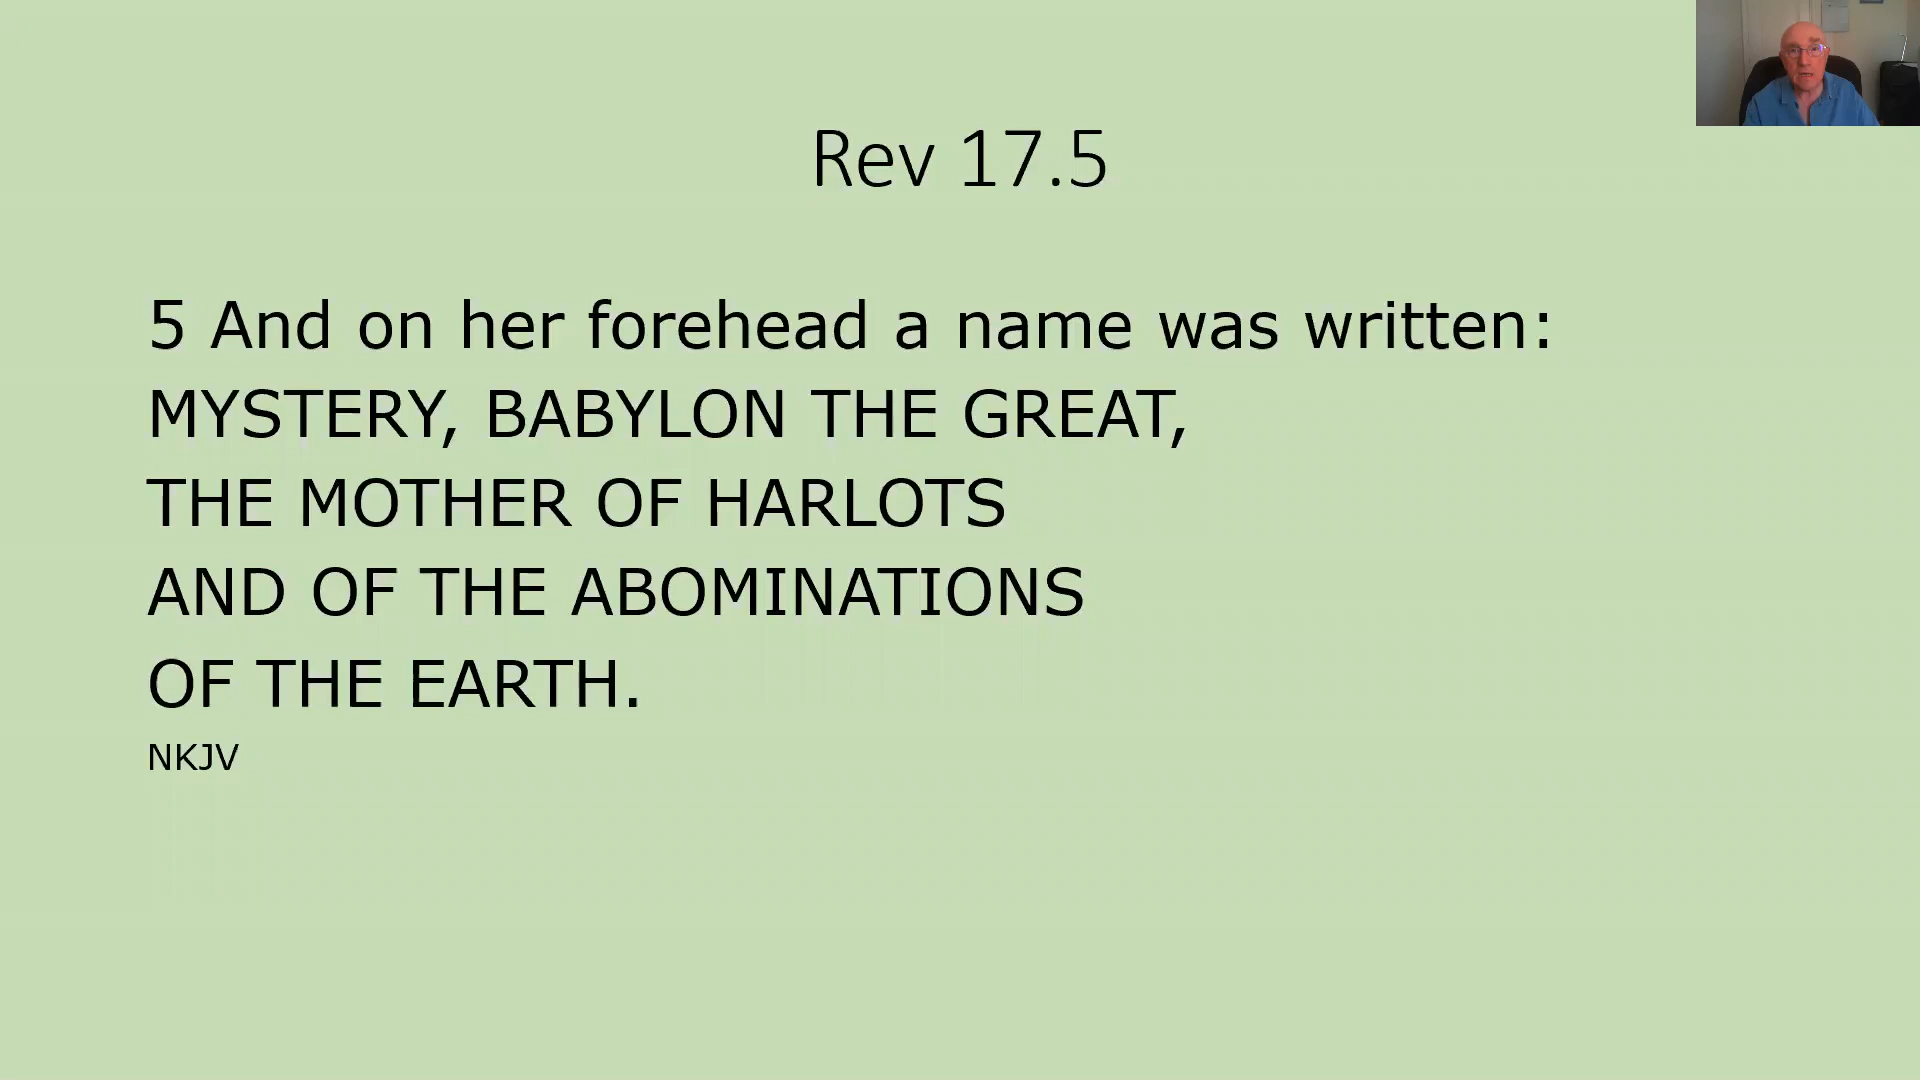 Rev 17.5
5 And on her forehead a name was written:
MYSTERY, BABYLON THE GREAT,
THE MOTHER OF HARLOTS
AND OF THE ABOMINATIONS
OF THE EARTH.
NKJV